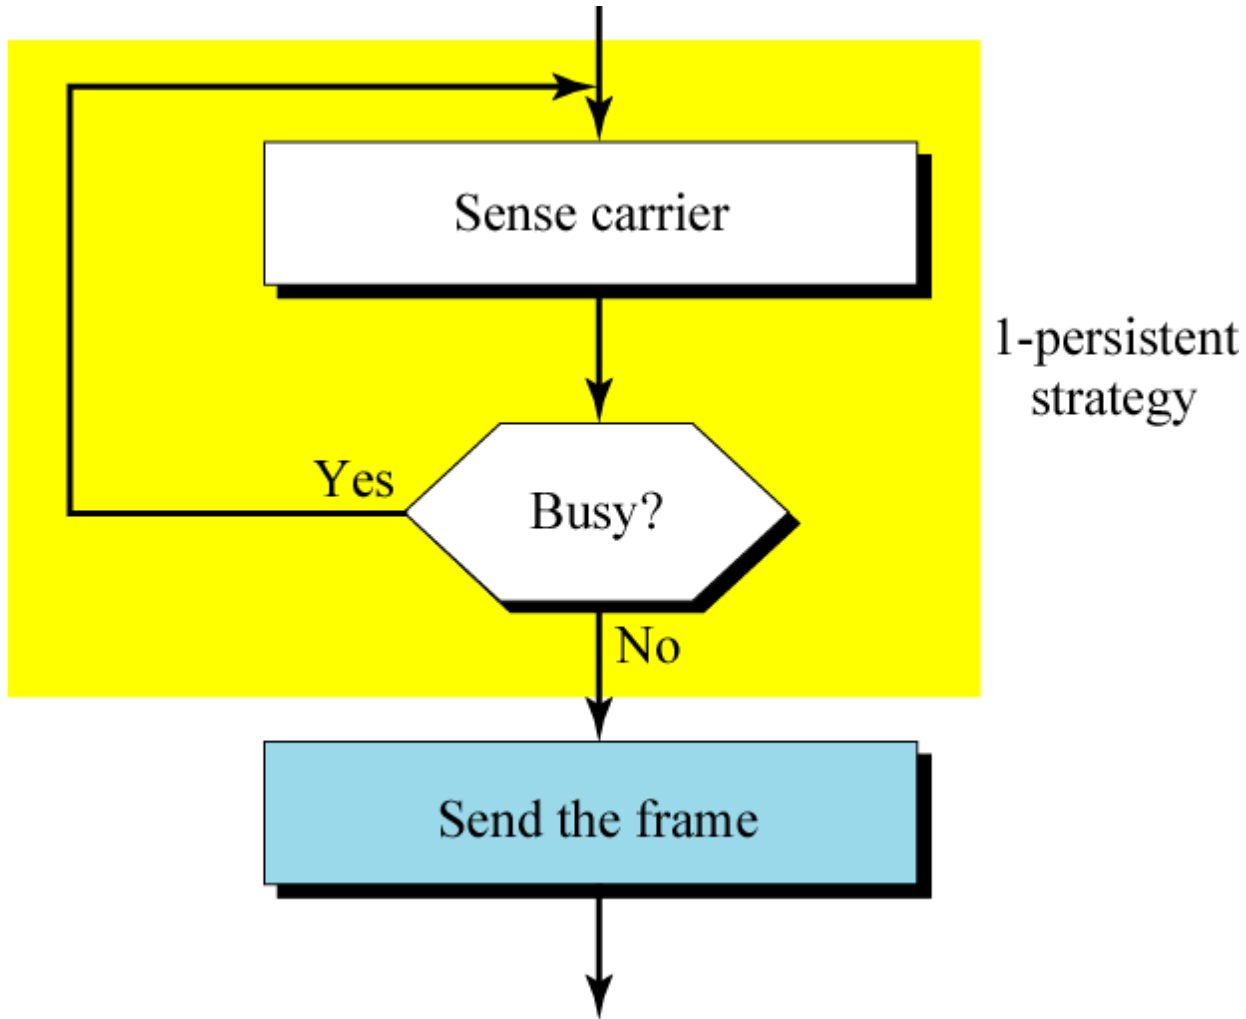 Sense carrier
1-persistent
strategy
Yes
Busy?
No
Send the frame